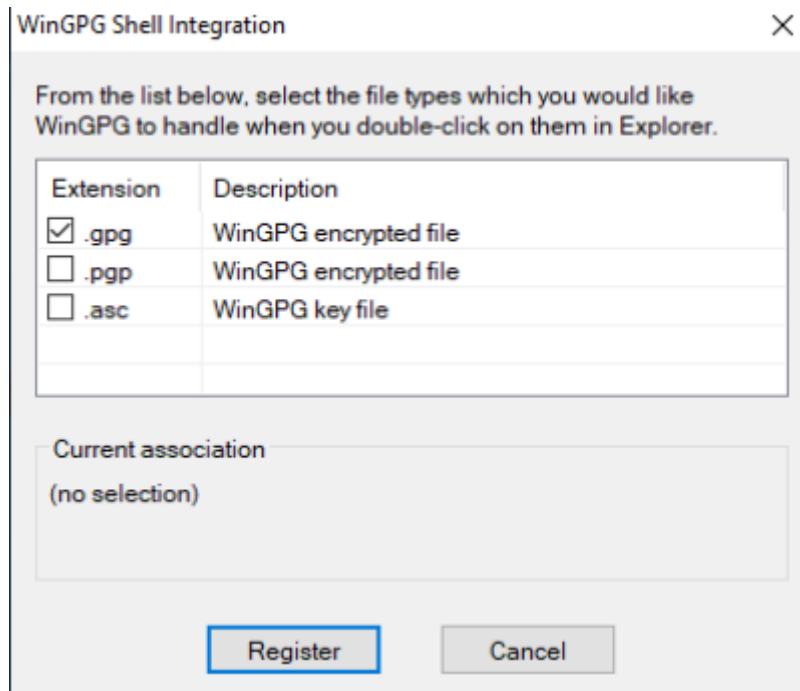 WinGPG Shell Integration
From the list below, select the file types which you would like
WinGPG to handle when you double-click on them in Explorer.
Extension Description
.gpg WinGPG encrypted file
.pgp WinGPG encrypted file
.asc WinGPG key file
Current association
(no selection)
Register Cancel